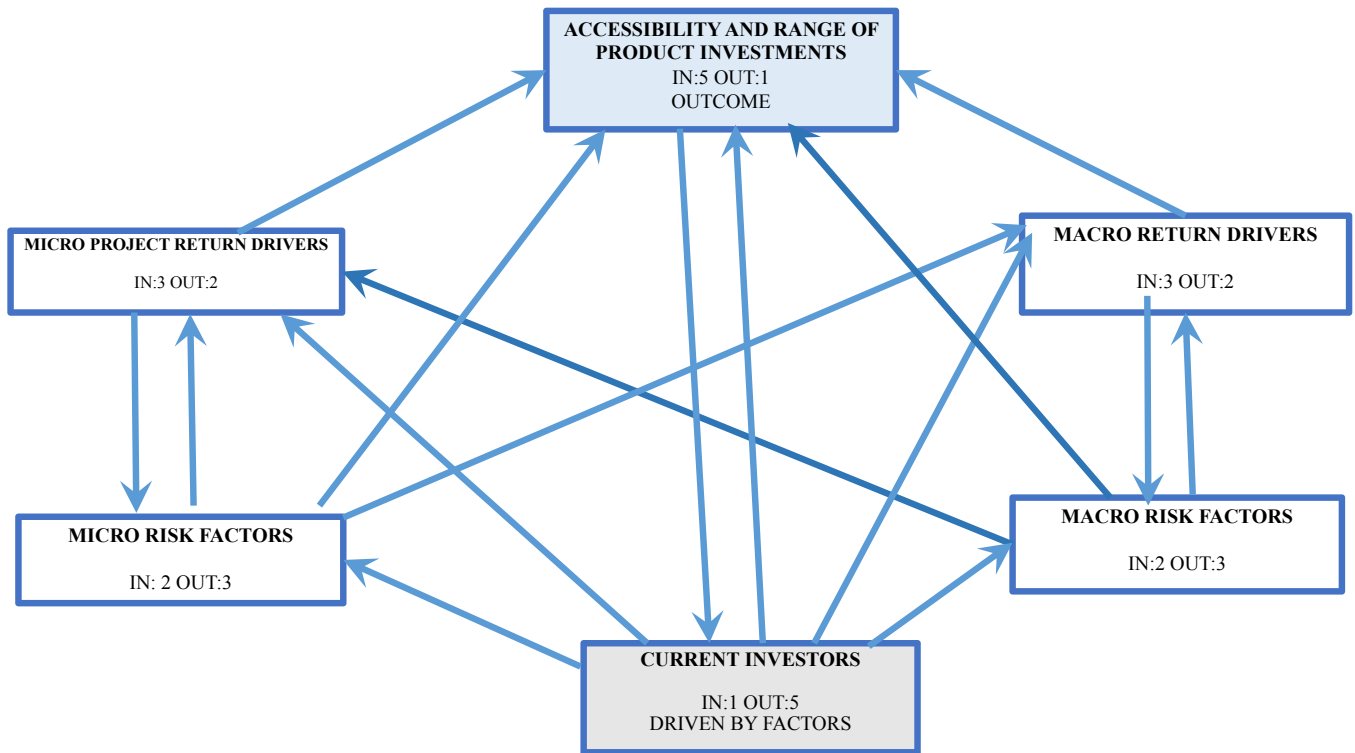 ACCESSIBILITY AND RANGE OF
PRODUCT INVESTMENTS
IN:5 OUT:1
OUTCOME
MICRO PROJECT RETURN DRIVERS
IN:3 OUT:2
MACRO RETURN DRIVERS
IN:3 OUT:2
MICRO RISK FACTORS
IN: 2 OUT:3
MACRO RISK FACTORS
IN:2 OUT:3
CURRENT INVESTORS
IN:1 OUT:5
DRIVEN BY FACTORS